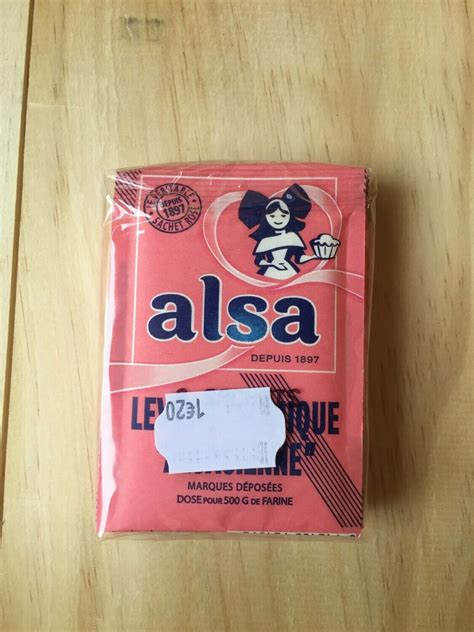 LE VÉRITABLE
DEPUIS
1897
SACHET ROSE
alsa
DEPUIS 1897
1€20
MARQUES DÉPOSÉES
DOSE POUR 500 G DE FARINE